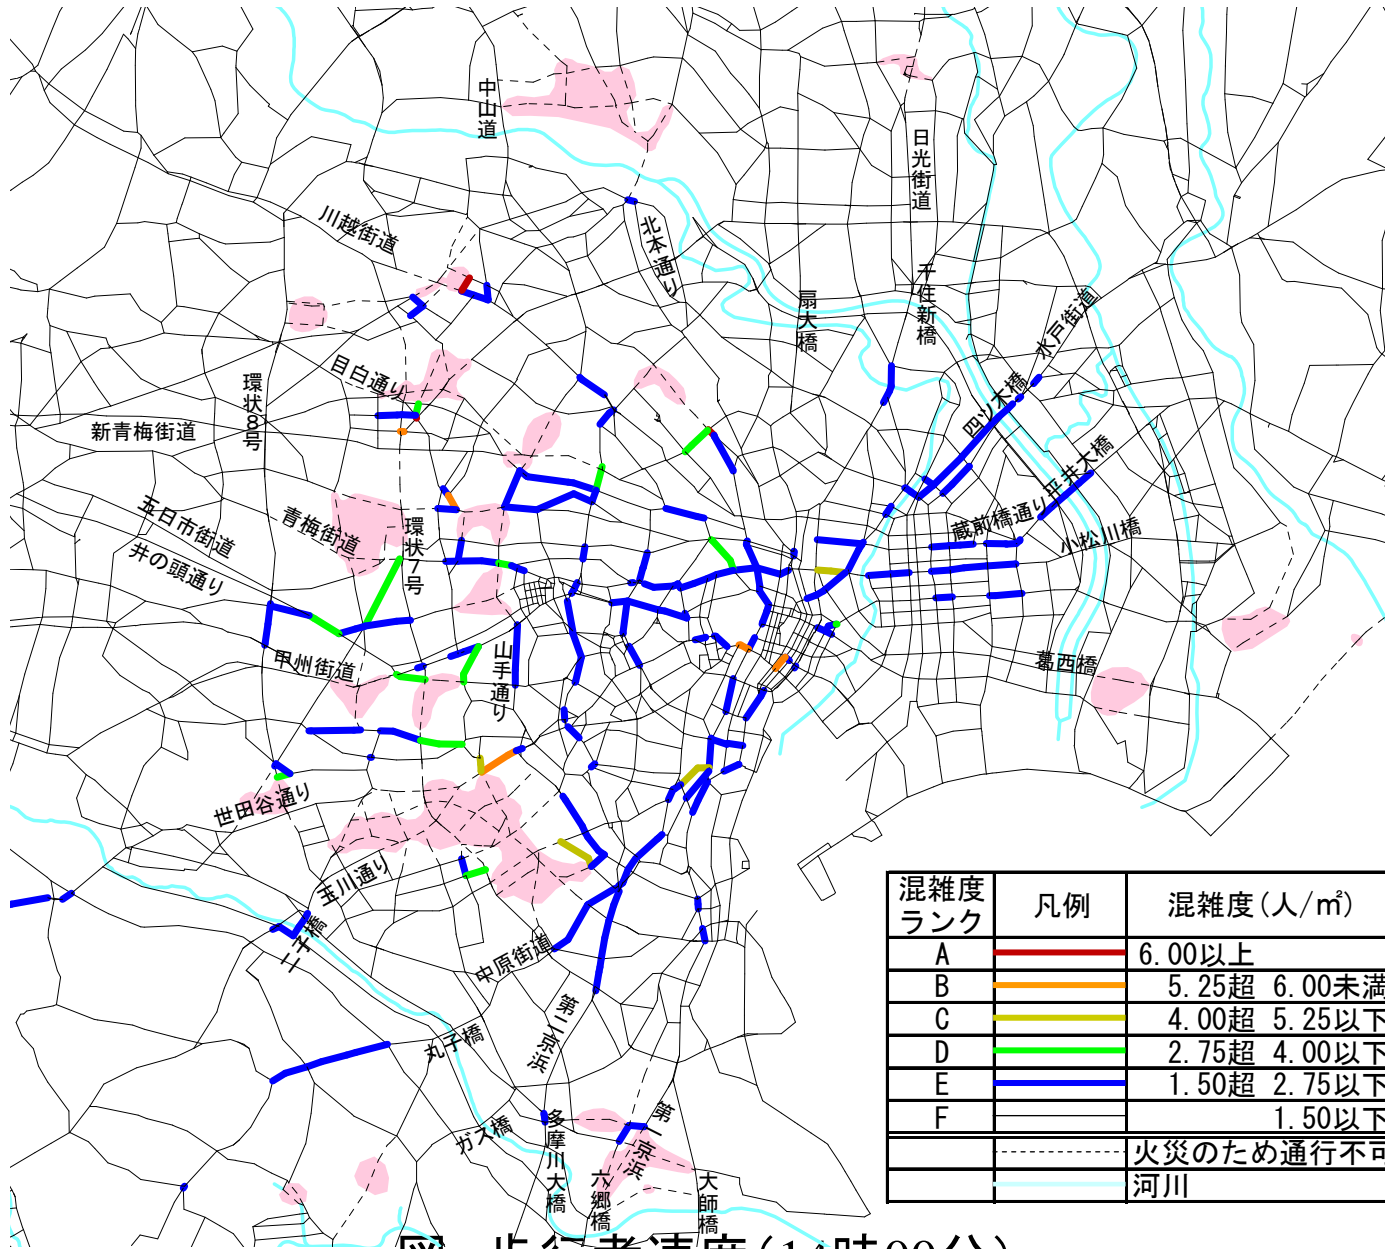 中山道
日光街道
川越街道
北本通り
千住新橋
扇大橋
水戸街道
目白通り
環状8号
四ツ木橋
新青梅街道
平井大橋
五日市街道
青梅街道
環状7号
蔵前橋通り
小松川橋
井の頭通り
甲州街道
山手通り
葛西橋
世田谷通り
玉川通り
二子橋
中原街道
第二京浜
丸子橋
ガス橋
多摩川大橋
第一京浜
六郷橋
大師橋
混雑度ランク 凡例 混雑度(人/㎡)
A 6.00以上
B 5.25超 6.00未満
C 4.00超 5.25以下
D 2.75超 4.00以下
E 1.50超 2.75以下
F 1.50以下
火災のため通行不可
河川